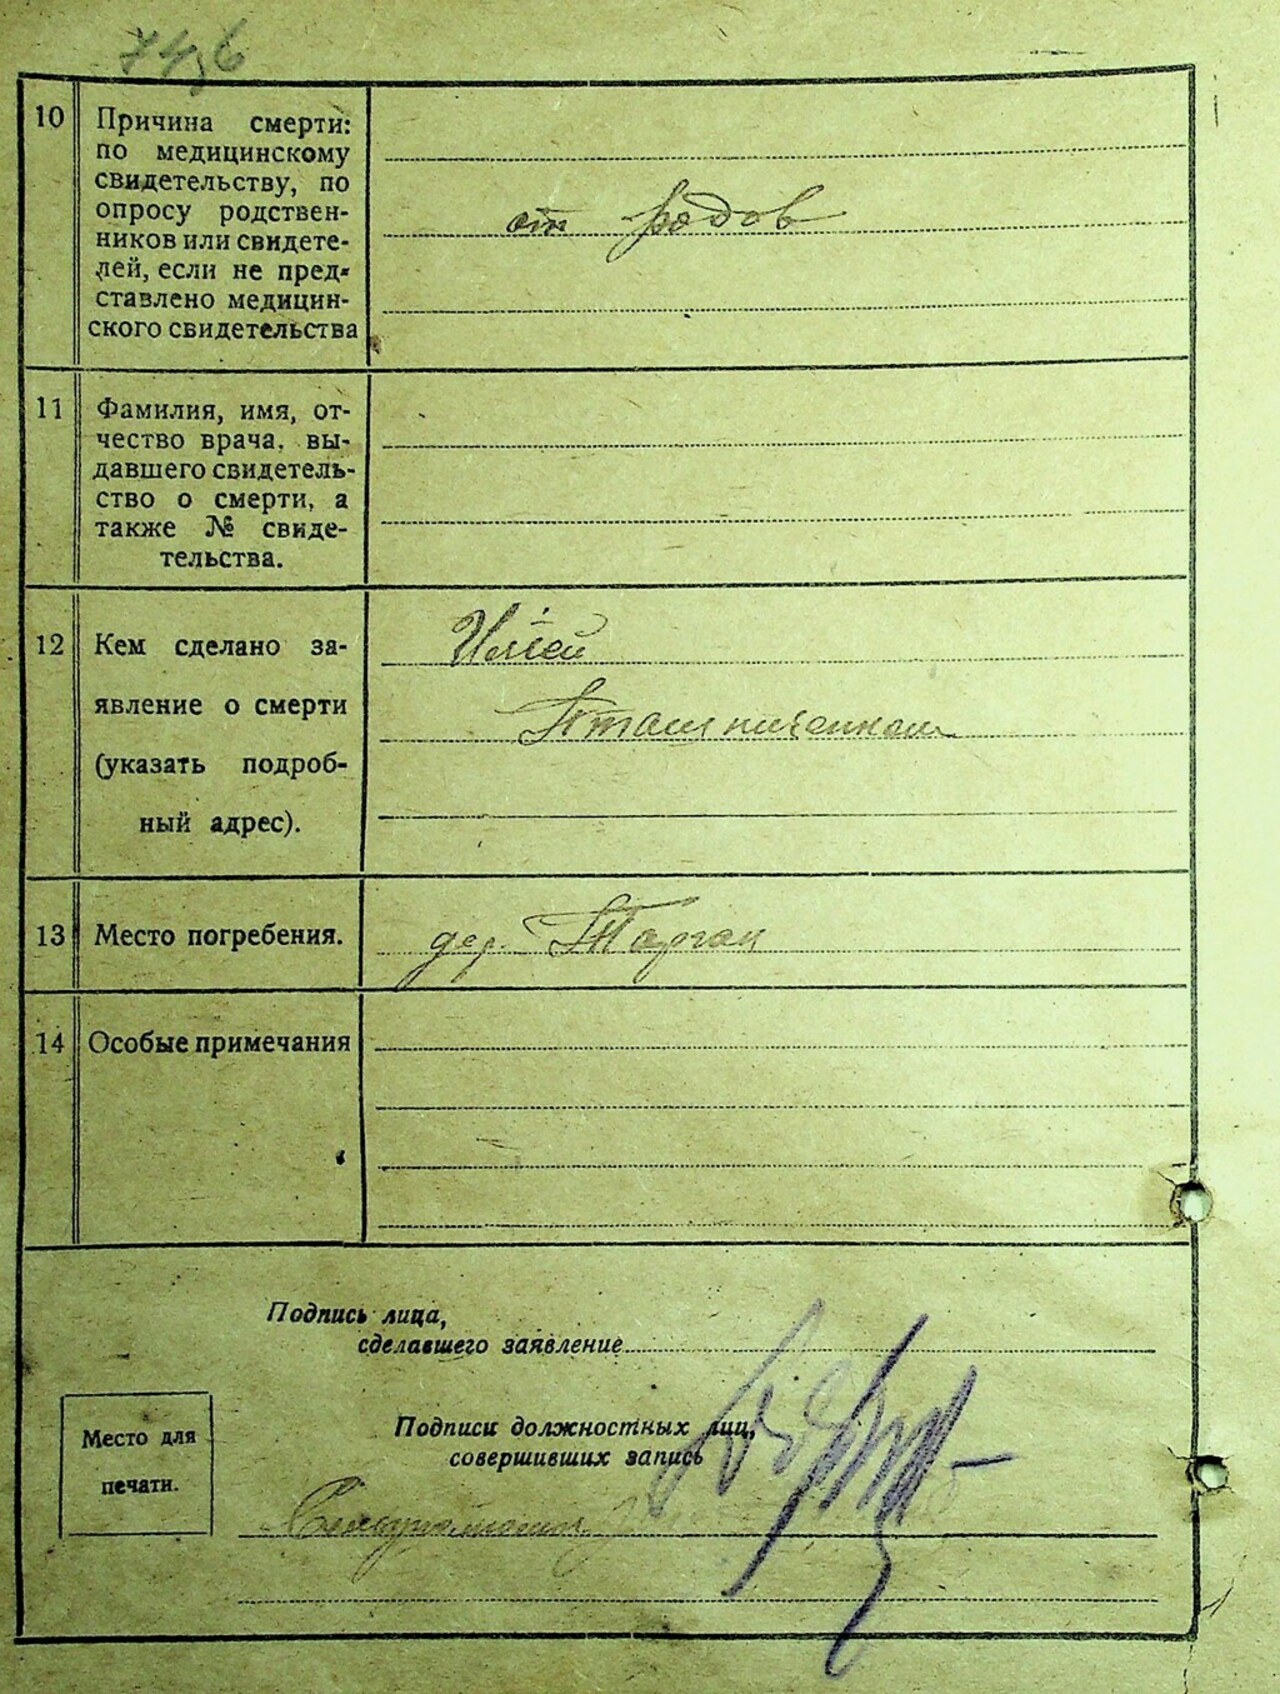 10
Причина смерти:
по медицинскому
свидетельству, по
опросу родствен-
ников или свидете-
лей, если не пред-
ставлено медицин-
ского свидетельства
от родов
11
Фамилия, имя, от-
чество врача, вы-
давшего свидетель-
ство о смерти, а
также № свиде-
тельства.
12
Кем сделано за-
явление о смерти
(указать подроб-
ный адрес).
13
Место погребения.
дер. Тарган
14
Особые примечания
Подпись лица,
сделавшего заявление
Место для
печати.
Подписи должностных лиц,
совершивших запись